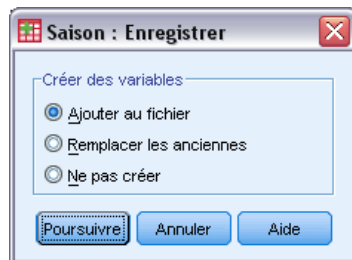 Saison : Enregistrer
Créer des variables
Ajouter au fichier
Remplacer les anciennes
Ne pas créer
Poursuivre Annuler Aide